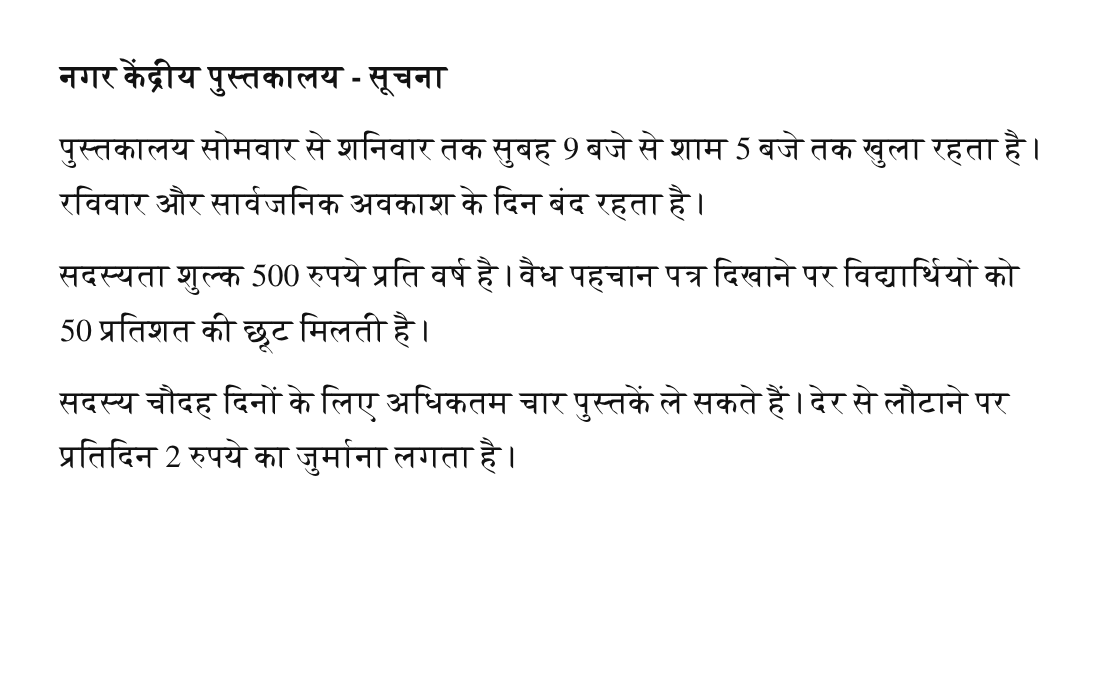 नगर केंद्रीय पुस्तकालय - सूचना
पुस्तकालय सोमवार से शनिवार तक सुबह 9 बजे से शाम 5 बजे तक खुला रहता है।
रविवार और सार्वजनिक अवकाश के दिन बंद रहता है।
सदस्यता शुल्क 500 रुपये प्रति वर्ष है। वैध पहचान पत्र दिखाने पर विद्यार्थियों को
50 प्रतिशत की छूट मिलती है।
सदस्य चौदह दिनों के लिए अधिकतम चार पुस्तकें ले सकते हैं। देर से लौटाने पर
प्रतिदिन 2 रुपये का जुर्माना लगता है।